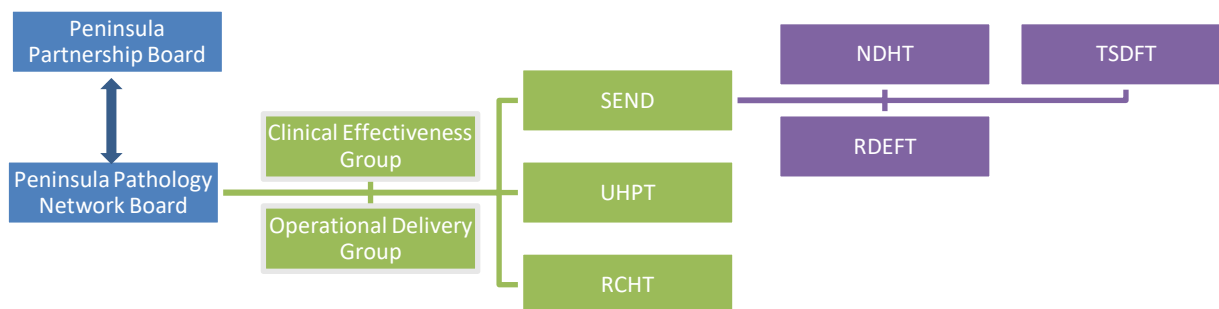 Peninsula
Partnership Board
NDHT
TSDFT
SEND
Clinical Effectiveness
Group
RDEFT
Peninsula Pathology
Network Board
UHPT
Operational Delivery
Group
RCHT